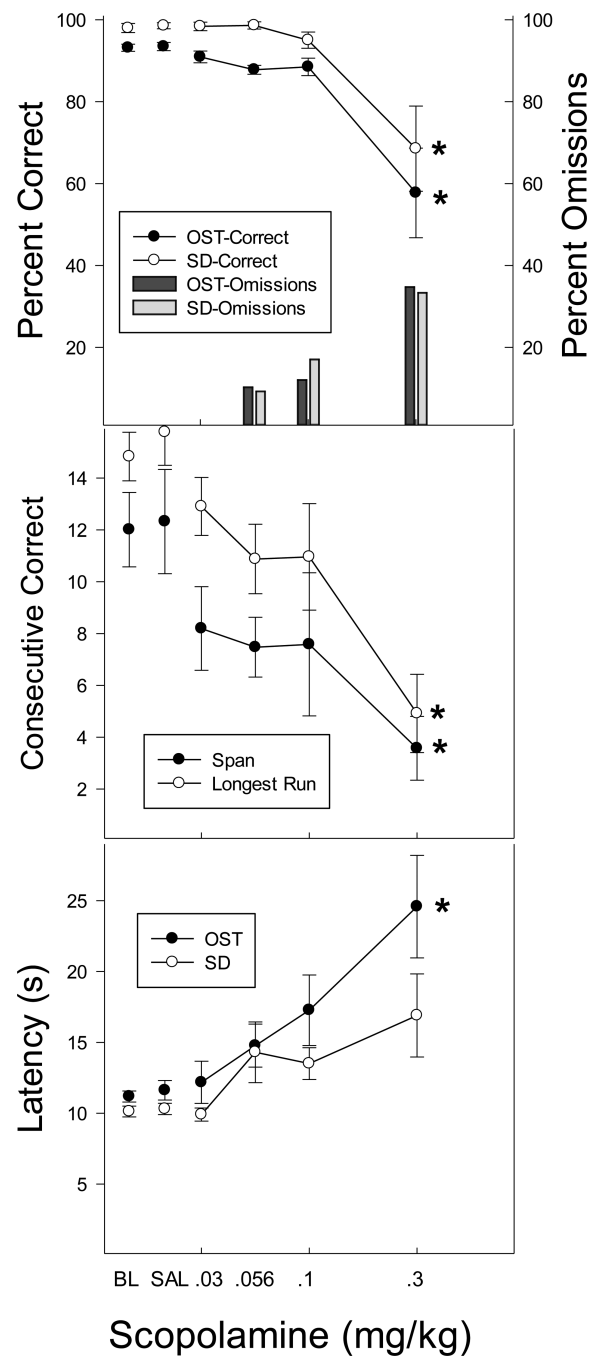 Percent Correct
100
80
60
40
20
Percent Omissions
100
80
60
40
20
*
*
OST-Correct
SD-Correct
OST-Omissions
SD-Omissions
Consecutive Correct
14
12
10
8
6
4
2
*
*
Span
Longest Run
Latency (s)
25
20
15
10
5
*
OST
SD
BL SAL .03 .056 .1 .3
Scopolamine (mg/kg)